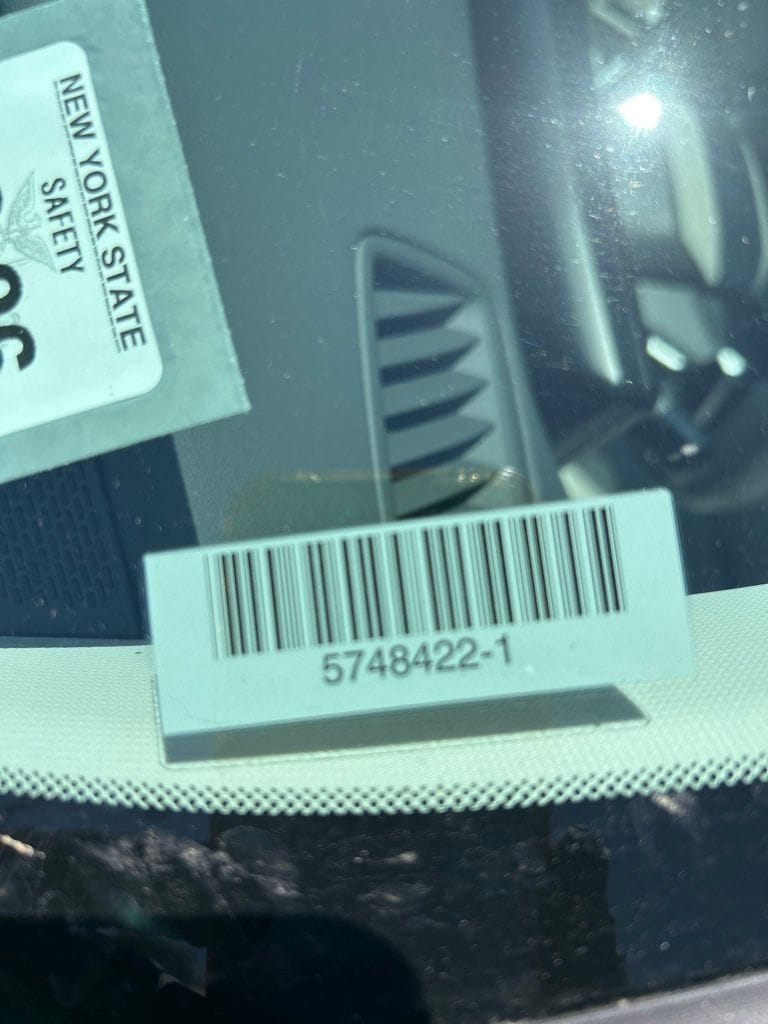 NEW YORK STATE
SAFETY
5748422-1